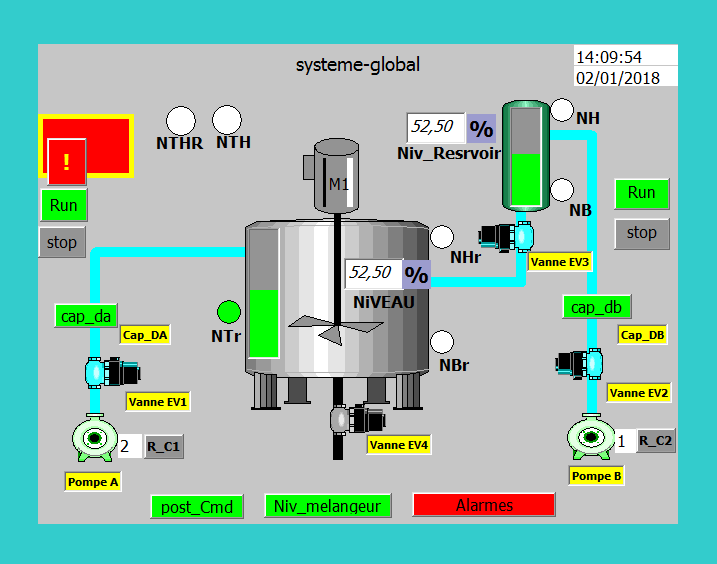 systeme-global
14:09:54
02/01/2018
!
NTHR
NTH
M1
52,50 %
Niv_Resrvoir
NH
NB
Run
stop
Run
stop
NHr
Vanne EV3
52,50 %
NiVEAU
cap_da
Cap_DA
NTr
NBr
cap_db
Cap_DB
Vanne EV1
Vanne EV2
Vanne EV4
2
R_C1
1
R_C2
Pompe A
Pompe B
post_Cmd
Niv_melangeur
Alarmes